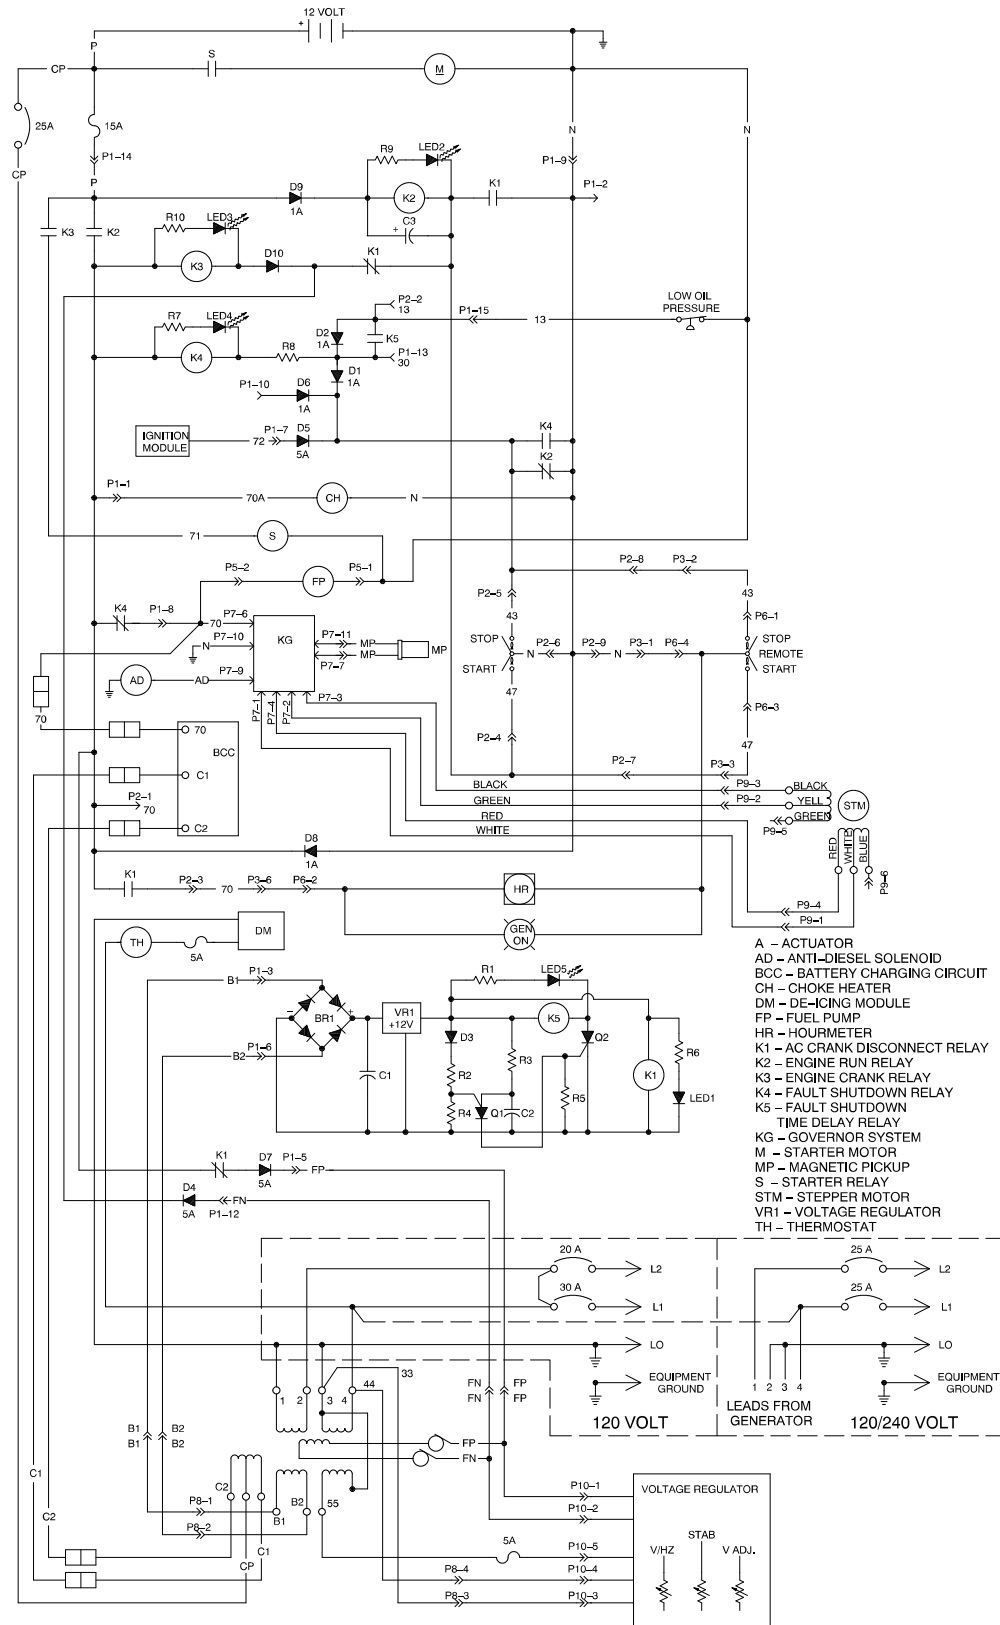 12 VOLT
+
P
CP
S
M
25A
15A
N
N
CP
P1–14
P
R9
LED2
P1–9
D9
1A
K2
K1
P1–2
C3
+
K3
K2
R10
LED3
K3
D10
K1
P2–2
13
P1–15
13
LOW OIL
PRESSURE
R7
LED4
K4
R8
D2
1A
K5
P1–13
30
D1
1A
P1–10
D6
1A
IGNITION
MODULE
72
P1–7
D5
5A
K4
K2
P1–1
70A
CH
N
71
S
P5–2
FP
P5–1
P2–8
P3–2
P2–5
43
43
P6–1
K4
P1–8
70
P7–6
KG
P7–10
N
P7–11
MP
MP
P7–7
MP
STOP
START
N
P2–6
P2–9
N
P3–1
P6–4
STOP
REMOTE
START
AD
AD
P7–9
P7–1
P7–4
P7–2
P7–3
47
P6–3
70
70
BCC
C1
C2
P2–4
P2–7
P3–3
47
BLACK
P9–3
BLACK
GREEN
P9–2
YELL
STM
RED
GREEN
P9–5
WHITE
P2–1
70
RED
WHITE
BLUE
P9–6
D8
1A
K1
P2–3
70
P3–6
P6–2
HR
P9–4
P9–1
GEN
ON
TH
5A
DM
A – ACTUATOR
AD – ANTI–DIESEL SOLENOID
BCC – BATTERY CHARGING CIRCUIT
CH – CHOKE HEATER
DM – DE–ICING MODULE
FP – FUEL PUMP
HR – HOURMETER
K1 – AC CRANK DISCONNECT RELAY
K2 – ENGINE RUN RELAY
K3 – ENGINE CRANK RELAY
K4 – FAULT SHUTDOWN RELAY
K5 – FAULT SHUTDOWN
TIME DELAY RELAY
KG – GOVERNOR SYSTEM
M – STARTER MOTOR
MP – MAGNETIC PICKUP
S – STARTER RELAY
STM – STEPPER MOTOR
VR1 – VOLTAGE REGULATOR
TH – THERMOSTAT
B1
P1–3
–
BR1
+
VR1
+12V
R1
LED5
K5
Q2
D3
R3
R2
R6
B2
P1–6
C1
K1
R4
Q1
C2
R5
LED1
K1
D7
5A
P1–5
FP
D4
5A
FN
P1–12
20 A
L2
30 A
L1
LO
EQUIPMENT
GROUND
120 VOLT
25 A
L2
25 A
L1
LO
EQUIPMENT
GROUND
1 2 3 4
LEADS FROM
GENERATOR
120/240 VOLT
33
44
1 2 3 4
FN
FN
FP
FP
B1
B1
B2
B2
FP
FN
C1
C2
C2
P8–1
B1
B2
55
P8–2
CP
C1
P10–1
P10–2
5A
P10–5
P8–4
P10–4
P8–3
P10–3
VOLTAGE REGULATOR
STAB
V/HZ
V ADJ.